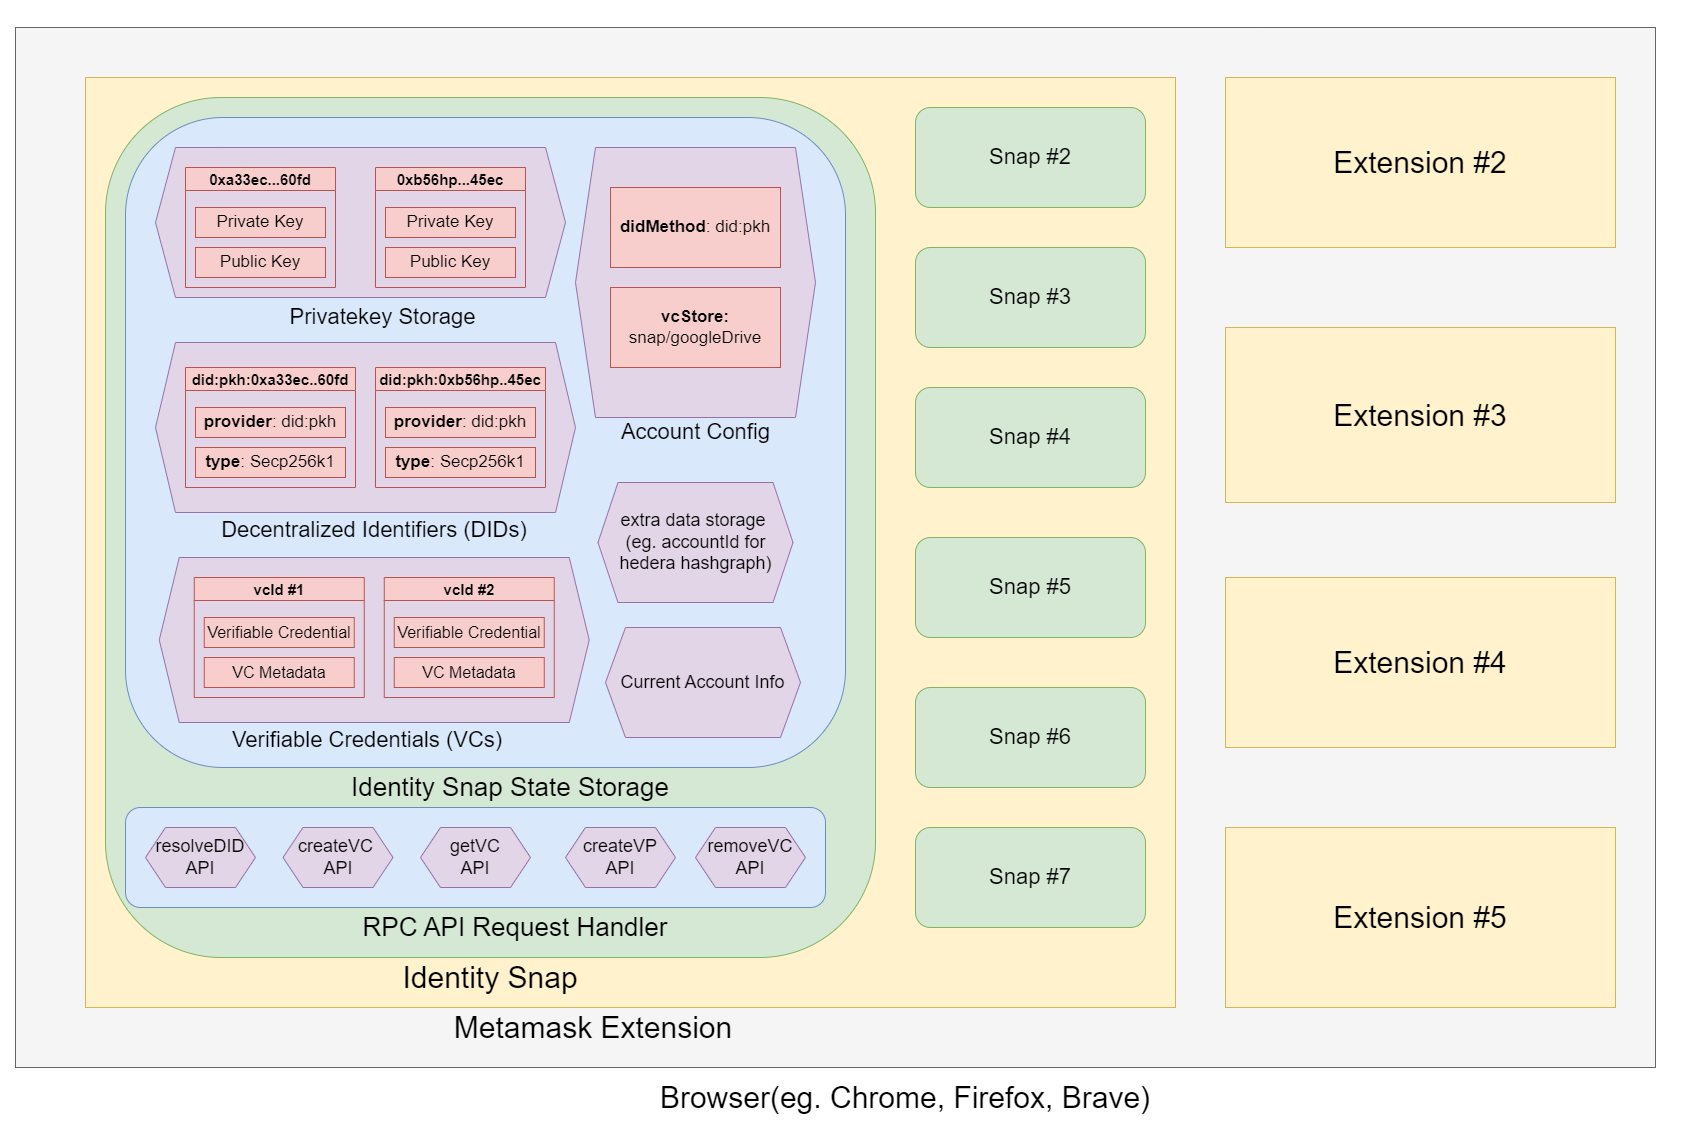 0xa33ec...60fd
Private Key
Public Key
0xb56hp...45ec
Private Key
Public Key
Privatekey Storage
didMethod: did:pkh
vcStore:
snap/googleDrive
Account Config
did:pkh:0xa33ec..60fd
provider: did:pkh
type: Secp256k1
did:pkh:0xb56hp..45ec
provider: did:pkh
type: Secp256k1
Decentralized Identifiers (DIDs)
extra data storage
(eg. accountId for
hedera hashgraph)
vcId #1
Verifiable Credential
VC Metadata
vcId #2
Verifiable Credential
VC Metadata
Verifiable Credentials (VCs)
Current Account Info
Identity Snap State Storage
resolveDID
API
createVC
API
getVC
API
createVP
API
removeVC
API
RPC API Request Handler
Identity Snap
Snap #2
Snap #3
Snap #4
Snap #5
Snap #6
Snap #7
Metamask Extension
Extension #2
Extension #3
Extension #4
Extension #5
Browser(eg. Chrome, Firefox, Brave)